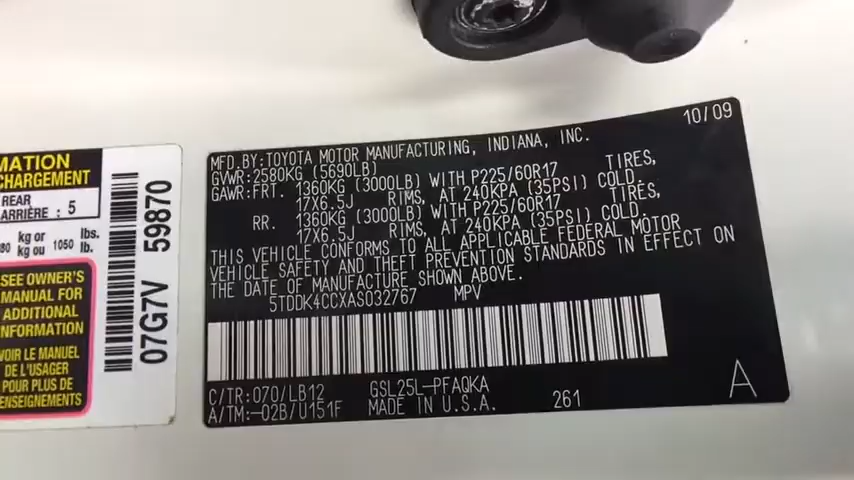 MATION
CHARGEMENT
REAR
ARRIÈRE : 5
kg or 1050 lbs.
kg ou lb.
SEE OWNER'S
MANUAL FOR
ADDITIONAL
INFORMATION
VOIR LE MANUEL
DE L'USAGER
POUR PLUS DE
RENSEIGNEMENTS
07G7V 59870
10/09
MFD.BY:TOYOTA MOTOR MANUFACTURING, INDIANA, INC.
GVWR:2580KG (5690LB)
GAWR:FRT. 1360KG (3000LB) WITH P225/60R17 TIRES,
17X6.5J RIMS, AT 240KPA (35PSI) COLD.
RR. 1360KG (3000LB) WITH P225/60R17 TIRES,
17X6.5J RIMS, AT 240KPA (35PSI) COLD.
THIS VEHICLE CONFORMS TO ALL APPLICABLE FEDERAL MOTOR
VEHICLE SAFETY AND THEFT PREVENTION STANDARDS IN EFFECT ON
THE DATE OF MANUFACTURE SHOWN ABOVE.
5TDDK4CCXAS032767 MPV
C/TR:070/LB12 GSL25L-PFAQKA
A/TM:-02B/U151F MADE IN U.S.A. 261
A